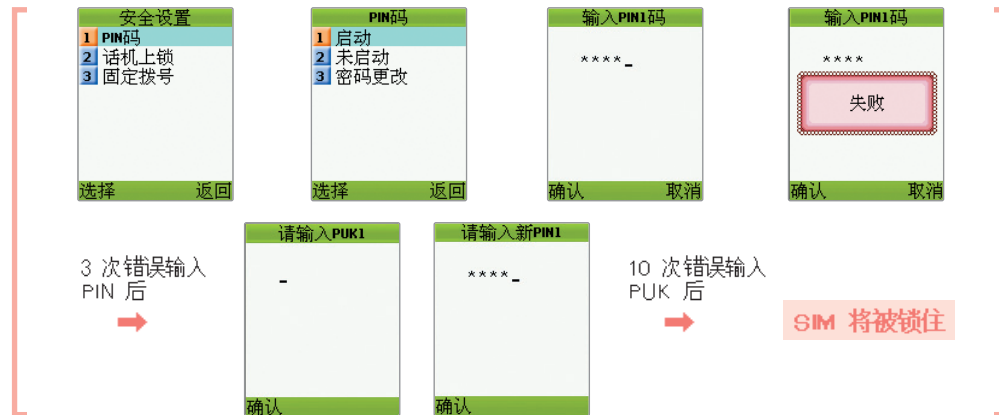 安全设置
1 PIN码
2 话机上锁
3 固定拨号
选择 返回
PIN码
1 启动
2 未启动
3 密码更改
选择 返回
输入PIN1码
****_
确认 取消
输入PIN1码
****
失败
确认 取消
3 次错误输入
PIN 后
请输入PUK1
_
确认
请输入新PIN1
****_
确认
10 次错误输入
PUK 后
SIM 将被锁住